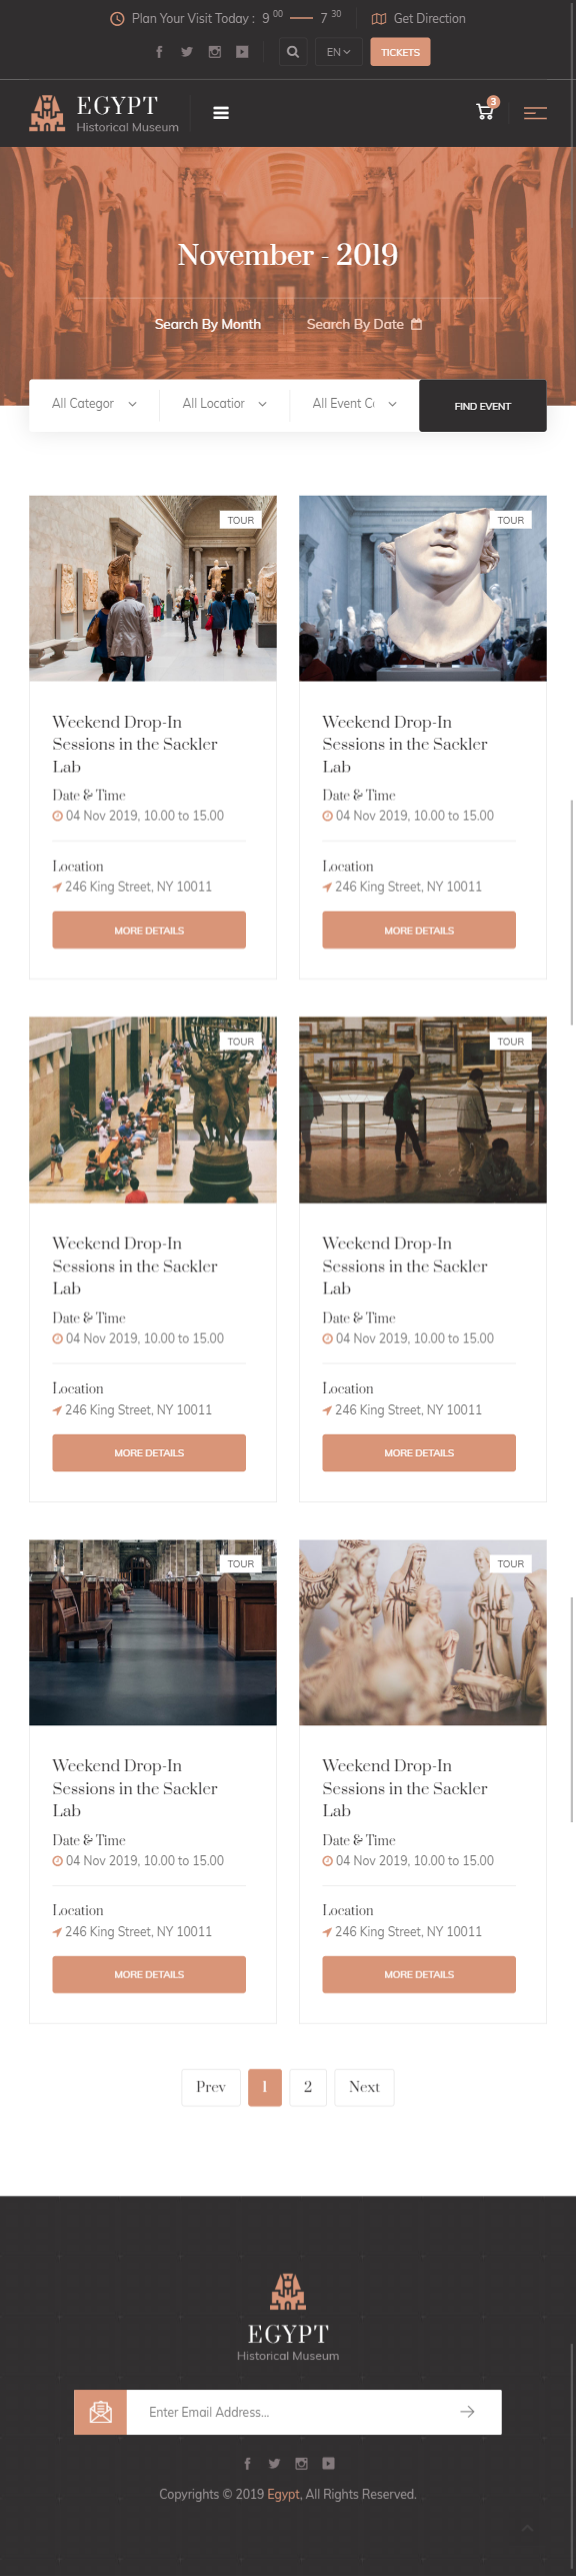 Plan Your Visit Today : 9 00 7 30 Get Direction
EN TICKETS
EGYPT
Historical Museum
3
November - 2019
Search By Month Search By Date
All Categor All Location All Event Ca FIND EVENT
TOUR
Weekend Drop-In
Sessions in the Sackler
Lab
Date & Time
04 Nov 2019, 10.00 to 15.00
Location
246 King Street, NY 10011
MORE DETAILS
TOUR
Weekend Drop-In
Sessions in the Sackler
Lab
Date & Time
04 Nov 2019, 10.00 to 15.00
Location
246 King Street, NY 10011
MORE DETAILS
TOUR
Weekend Drop-In
Sessions in the Sackler
Lab
Date & Time
04 Nov 2019, 10.00 to 15.00
Location
246 King Street, NY 10011
MORE DETAILS
TOUR
Weekend Drop-In
Sessions in the Sackler
Lab
Date & Time
04 Nov 2019, 10.00 to 15.00
Location
246 King Street, NY 10011
MORE DETAILS
TOUR
Weekend Drop-In
Sessions in the Sackler
Lab
Date & Time
04 Nov 2019, 10.00 to 15.00
Location
246 King Street, NY 10011
MORE DETAILS
TOUR
Weekend Drop-In
Sessions in the Sackler
Lab
Date & Time
04 Nov 2019, 10.00 to 15.00
Location
246 King Street, NY 10011
MORE DETAILS
Prev 1 2 Next
EGYPT
Historical Museum
Enter Email Address...
Copyrights © 2019 Egypt, All Rights Reserved.